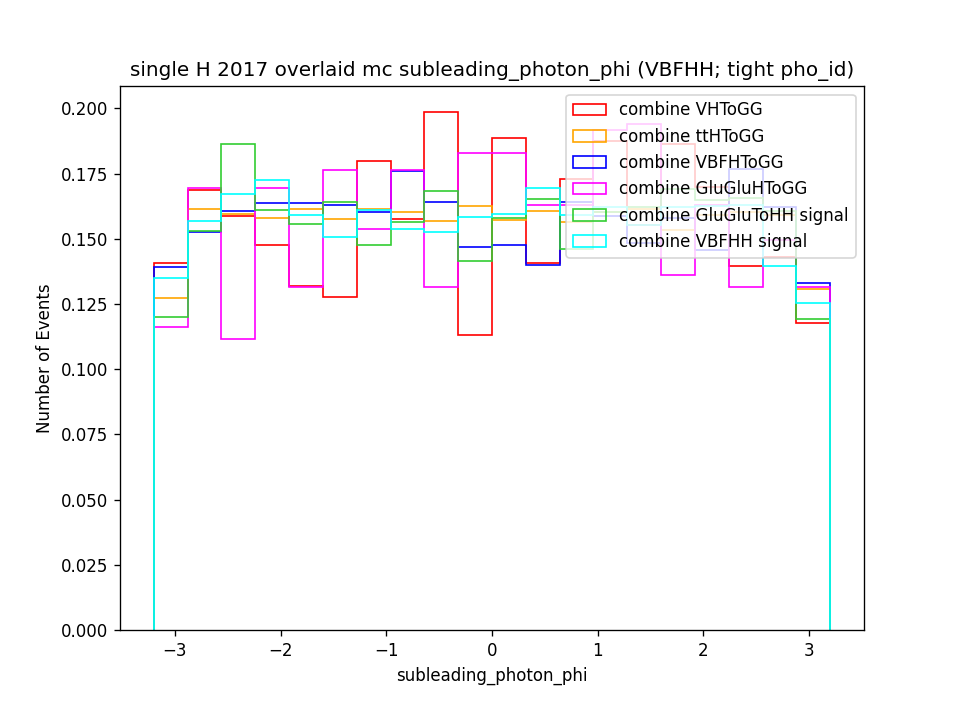 single H 2017 overlaid mc subleading_photon_phi (VBFHH; tight pho_id)
combine VHToGG
combine ttHToGG
combine VBFHToGG
combine GluGluHToGG
combine GluGluToHH signal
combine VBFHH signal
Number of Events
0.200
0.175
0.150
0.125
0.100
0.075
0.050
0.025
0.000
−3 −2 −1 0 1 2 3
subleading_photon_phi